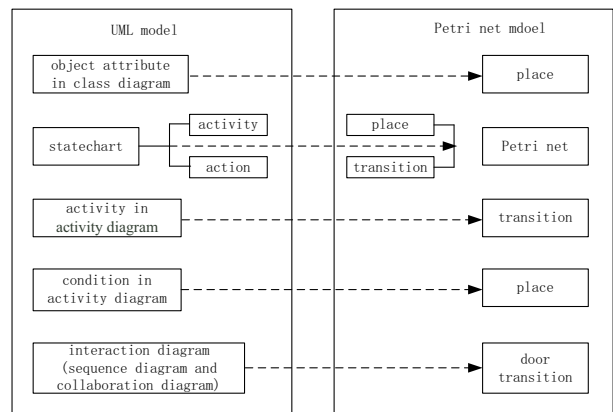 UML model
Petri net mdoel
object attribute
in class diagram
place
statechart
activity
action
place
transition
Petri net
activity in
activity diagram
transition
condition in
activity diagram
place
interaction diagram
(sequence diagram and
collaboration diagram)
door
transition